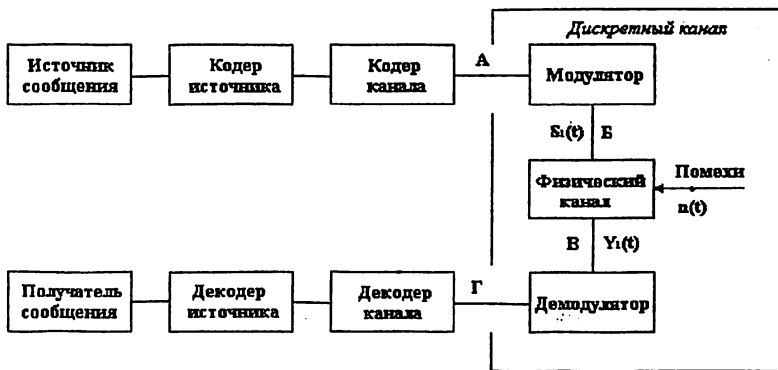 Дискретный канал
Источник
сообщения
Кодер
источника
Кодер
канала
А
Модулятор
S₁(t)
Б
Физический
канал
Помехи
n(t)
В
Y₁(t)
Получатель
сообщения
Декодер
источника
Декодер
канала
Г
Демодулятор